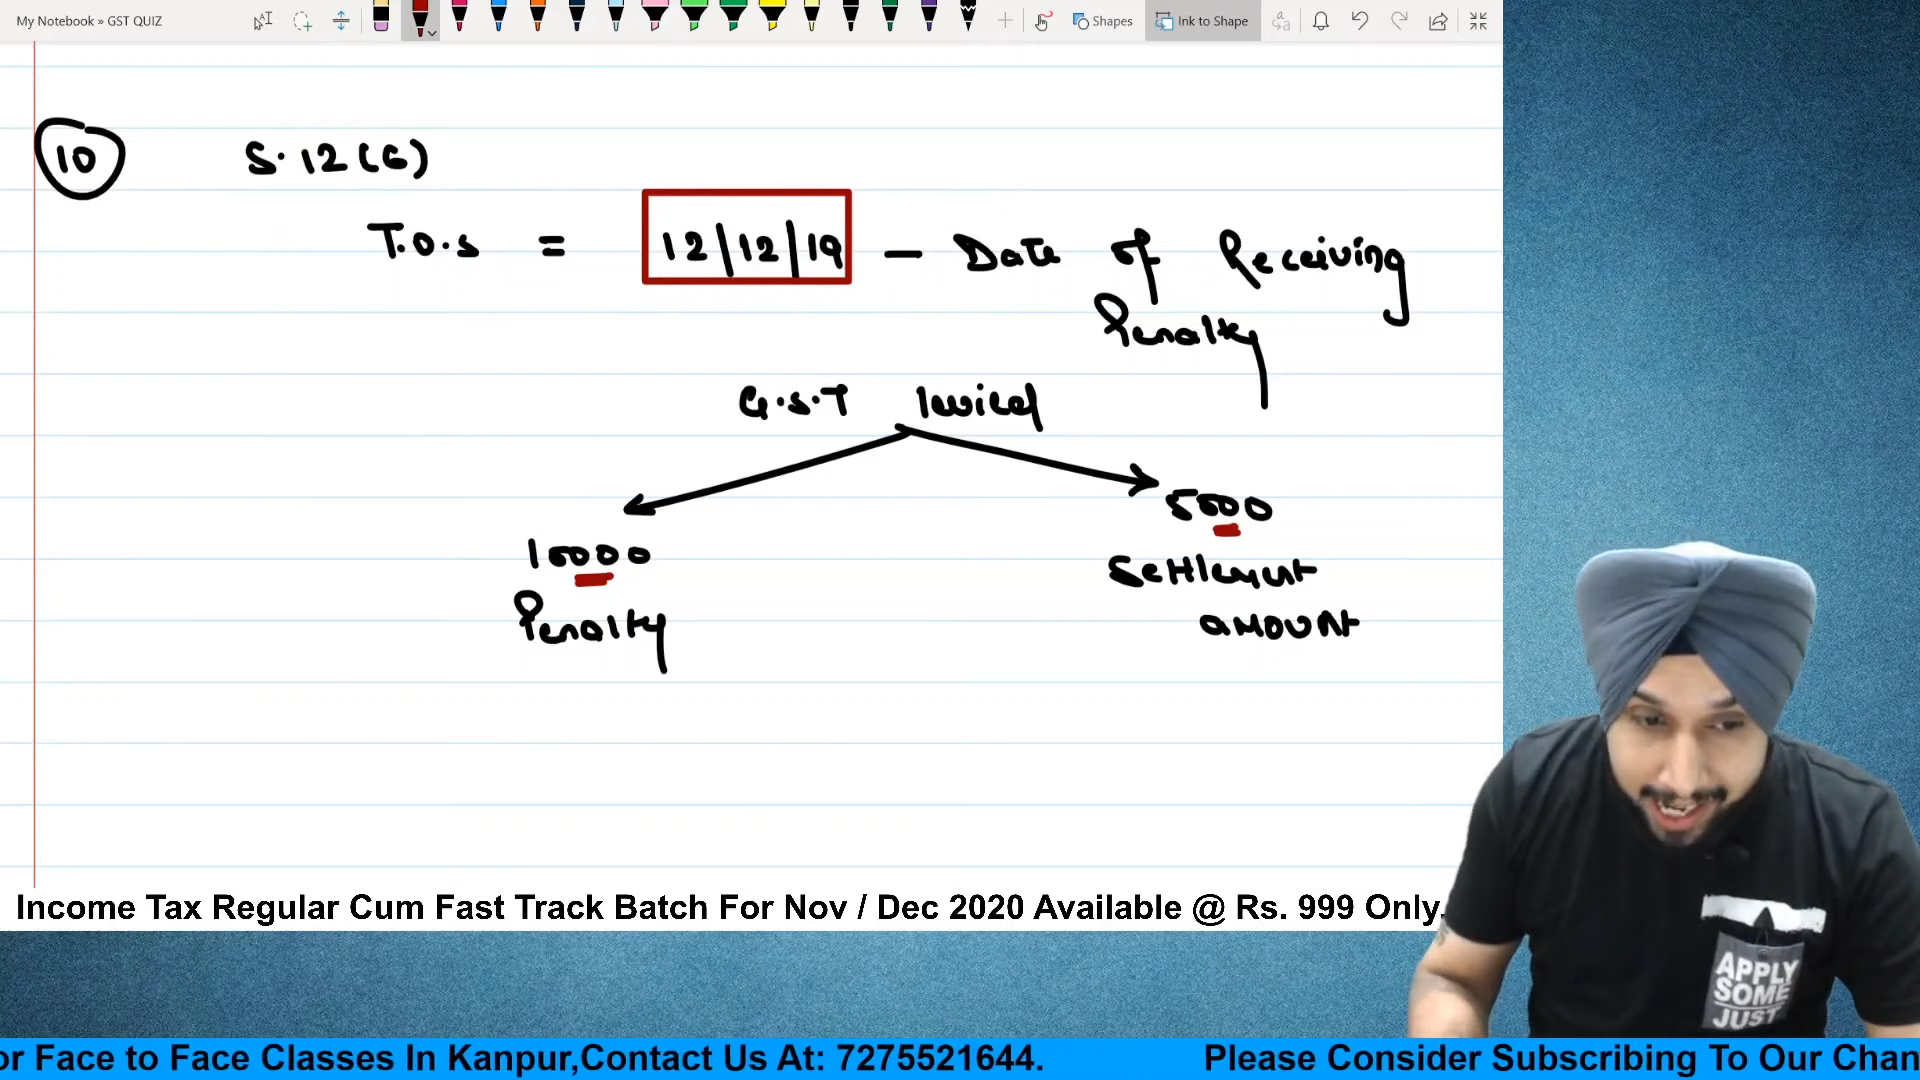 My Notebook » GST QUIZ
Shapes
Ink to Shape
10
S.12(6)
T.O.S = 12/12/19 — Date of Receiving
Penalty
G.S.T levied
5000
10000
Settlement
Penalty
amount
Income Tax Regular Cum Fast Track Batch For Nov / Dec 2020 Available @ Rs. 999 Only.
APPLY
SOME
JUST
or Face to Face Classes In Kanpur,Contact Us At: 7275521644. Please Consider Subscribing To Our Chan